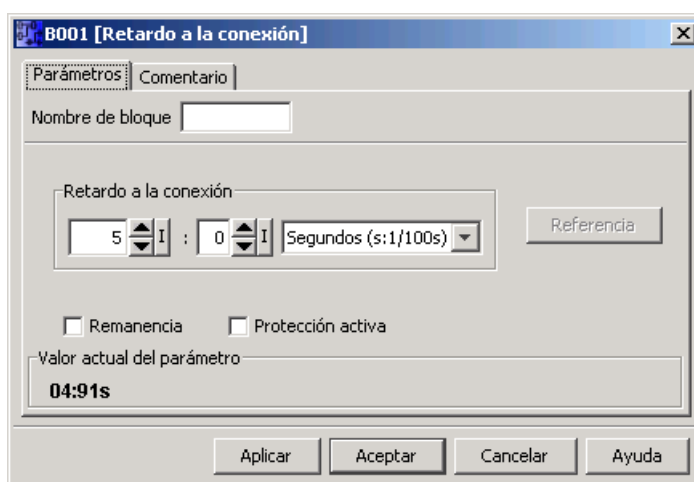 B001 [Retardo a la conexión]
Parámetros Comentario
Nombre de bloque
Retardo a la conexión
5 I : 0 I Segundos (s:1/100s)
Referencia
Remanencia Protección activa
Valor actual del parámetro
04:91s
Aplicar Aceptar Cancelar Ayuda